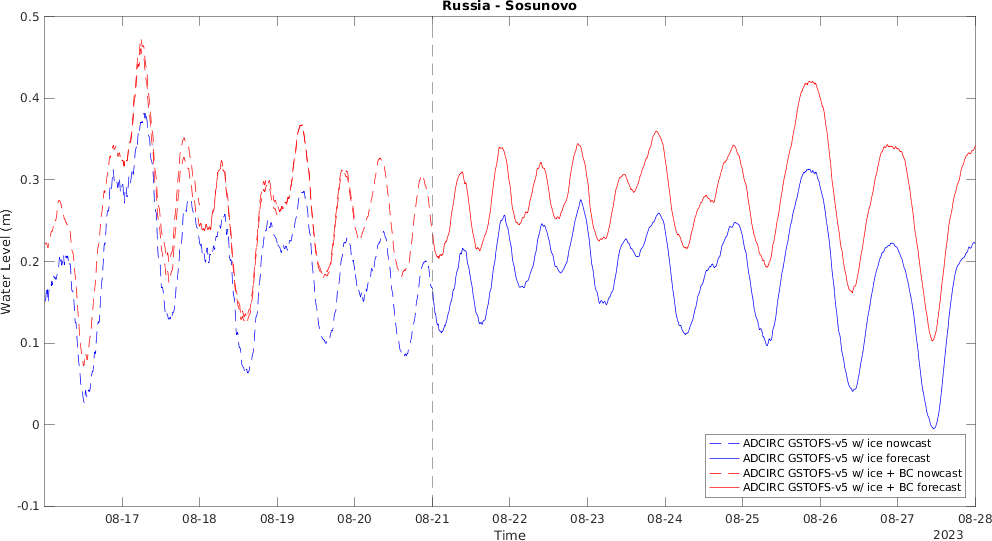 Russia - Sosunovo
0.5
0.4
0.3
0.2
0.1
0
-0.1
Water Level (m)
ADCIRC GSTOFS-v5 w/ ice nowcast
ADCIRC GSTOFS-v5 w/ ice forecast
ADCIRC GSTOFS-v5 w/ ice + BC nowcast
ADCIRC GSTOFS-v5 w/ ice + BC forecast
08-17 08-18 08-19 08-20 08-21 08-22 08-23 08-24 08-25 08-26 08-27 08-28
Time
2023